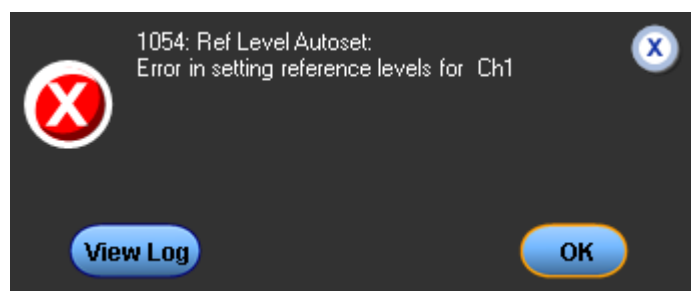 1054: Ref Level Autoset:
Error in setting reference levels for  Ch1
X
X
View Log
OK